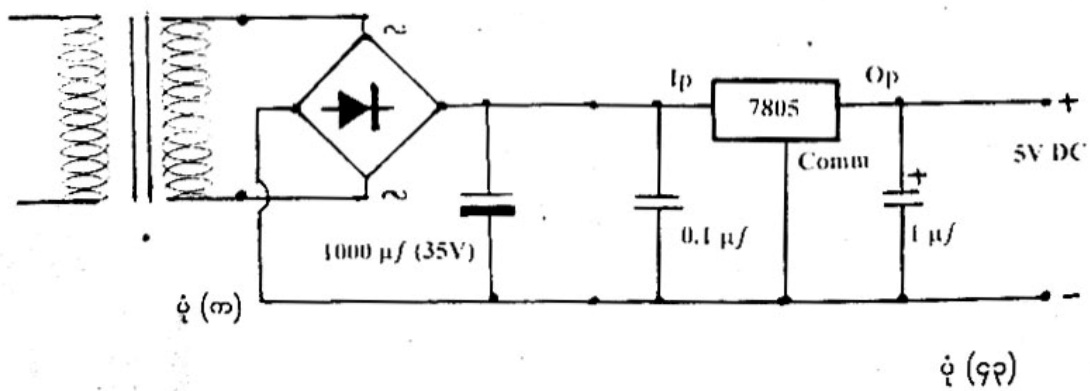 ~
Ip
7805
Op
+
Comm
5V DC
~
+
1000 µf (35V)
0.1 µf
1 µf
ပုံ (က)
-
ပုံ (၄၃)